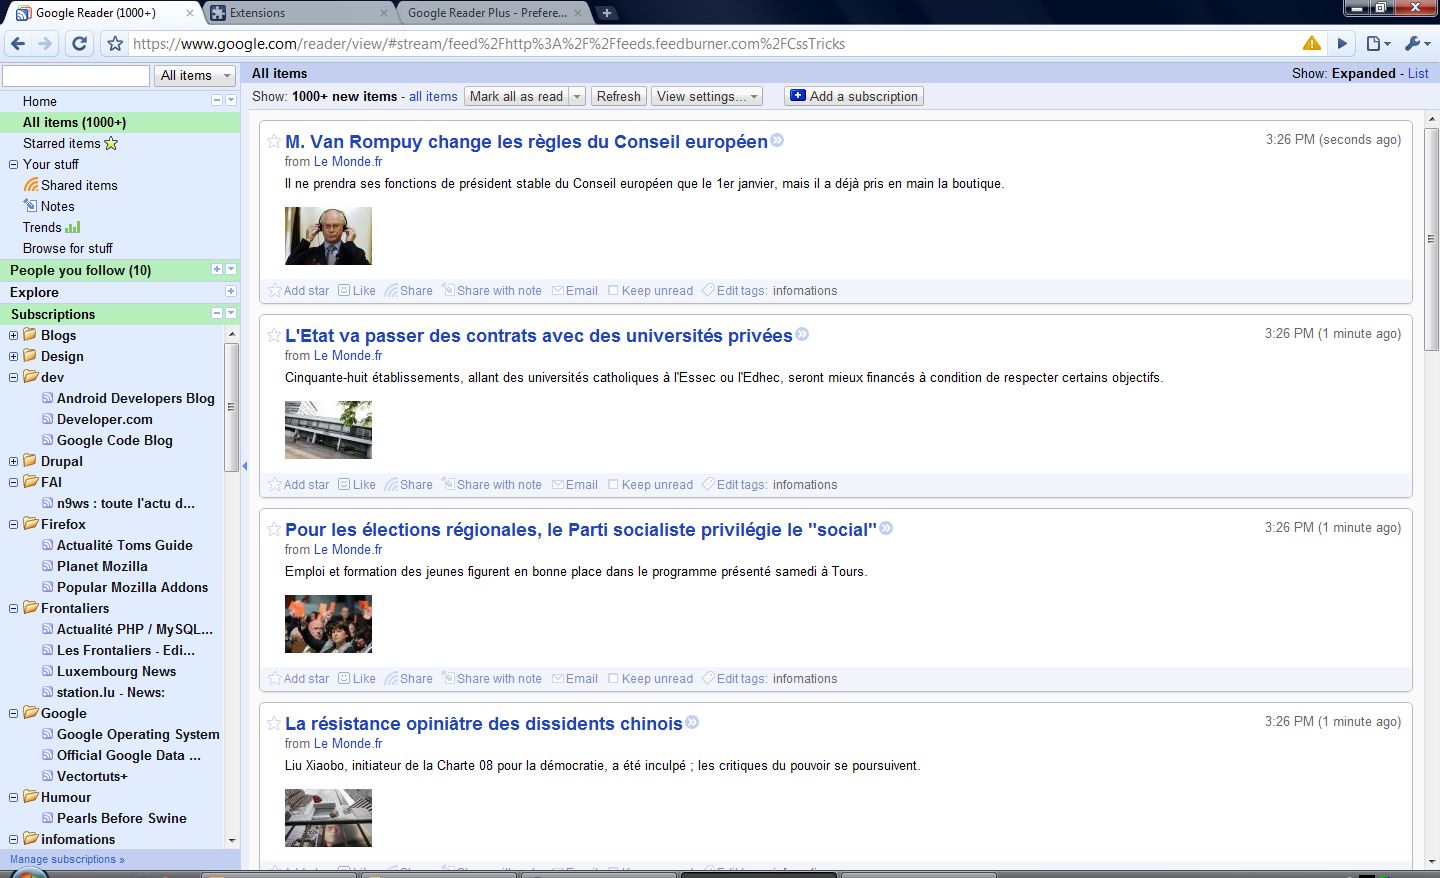 Google Reader (1000+)
Extensions
Google Reader Plus - Prefere...
https://www.google.com/reader/view/#stream/feed%2Fhttp%3A%2F%2Ffeeds.feedburner.com%2FCssTricks
All items
Home
All items (1000+)
Starred items
Your stuff
Shared items
Notes
Trends
Browse for stuff
People you follow (10)
Explore
Subscriptions
Blogs
Design
dev
Android Developers Blog
Developer.com
Google Code Blog
Drupal
FAI
n9ws : toute l'actu d...
Firefox
Actualité Toms Guide
Planet Mozilla
Popular Mozilla Addons
Frontaliers
Actualité PHP / MySQL...
Les Frontaliers - Edi...
Luxembourg News
station.lu - News:
Google
Google Operating System
Official Google Data ...
Vectortuts+
Humour
Pearls Before Swine
infomations
Manage subscriptions »
All items
Show: Expanded - List
Show: 1000+ new items - all items Mark all as read Refresh View settings... Add a subscription
M. Van Rompuy change les règles du Conseil européen
3:26 PM (seconds ago)
from Le Monde.fr
Il ne prendra ses fonctions de président stable du Conseil européen que le 1er janvier, mais il a déjà pris en main la boutique.
Add star Like Share Share with note Email Keep unread Edit tags: infomations
L'Etat va passer des contrats avec des universités privées
3:26 PM (1 minute ago)
from Le Monde.fr
Cinquante-huit établissements, allant des universités catholiques à l'Essec ou l'Edhec, seront mieux financés à condition de respecter certains objectifs.
Add star Like Share Share with note Email Keep unread Edit tags: infomations
Pour les élections régionales, le Parti socialiste privilégie le "social"
3:26 PM (1 minute ago)
from Le Monde.fr
Emploi et formation des jeunes figurent en bonne place dans le programme présenté samedi à Tours.
Add star Like Share Share with note Email Keep unread Edit tags: infomations
La résistance opiniâtre des dissidents chinois
3:26 PM (1 minute ago)
from Le Monde.fr
Liu Xiaobo, initiateur de la Charte 08 pour la démocratie, a été inculpé ; les critiques du pouvoir se poursuivent.
Add star Like Share Share with note Email Keep unread Edit tags: infomations